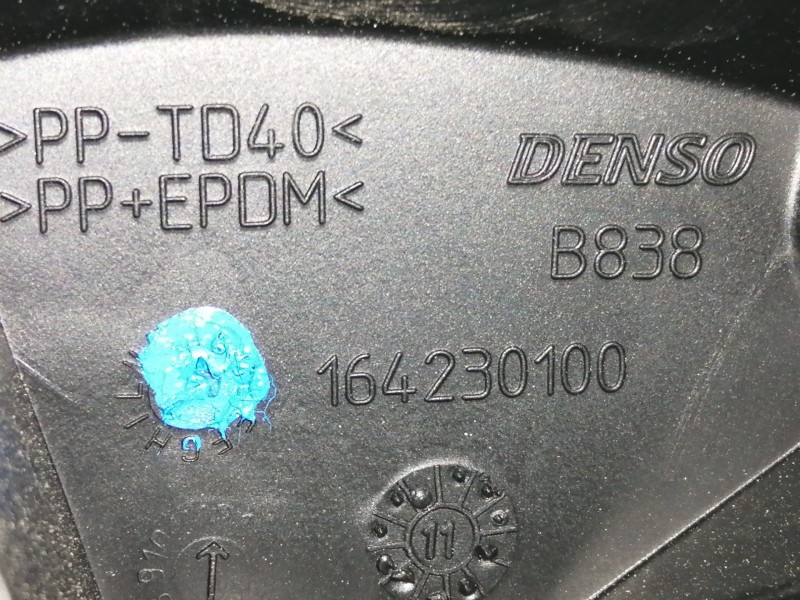 >PP-TD40<
>PP+EPDM<
DENSO
B838
164230100
11